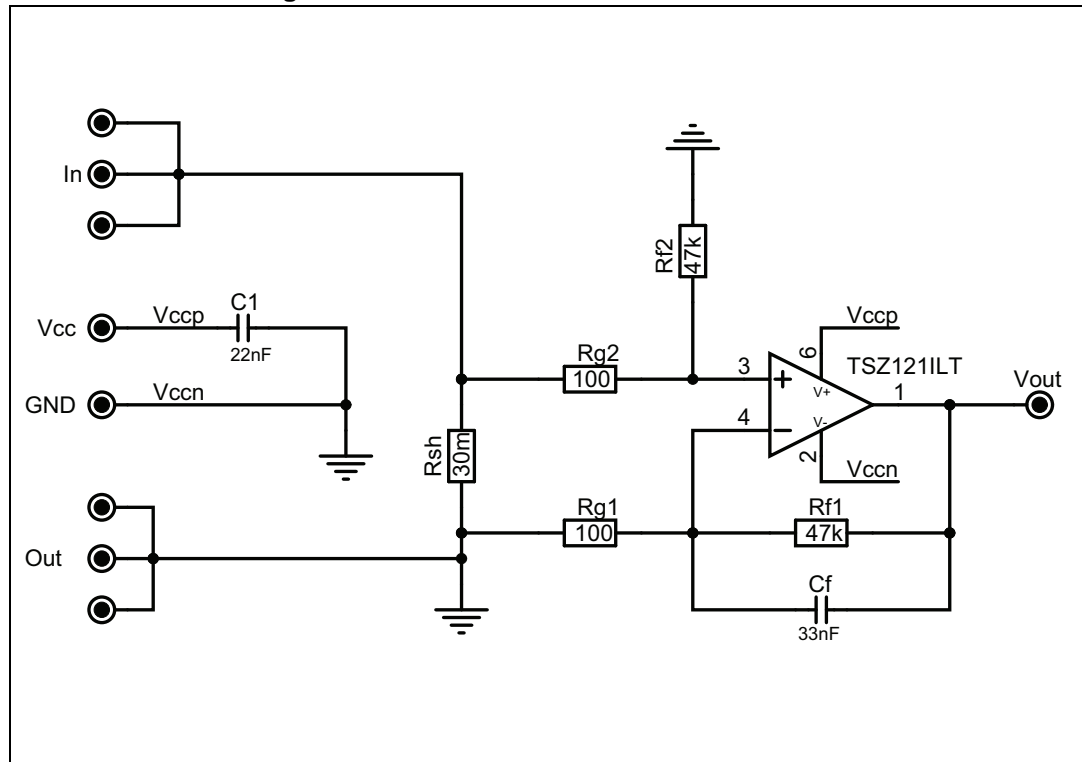 In
Vcc
Vccp
C1
22nF
GND
Vccn
Out
Rsh
30m
Rg2
100
Rg1
100
Rf2
47k
3
4
+
−
V+
V-
6
2
Vccp
TSZ121ILT
1
Vccn
Vout
Rf1
47k
Cf
33nF